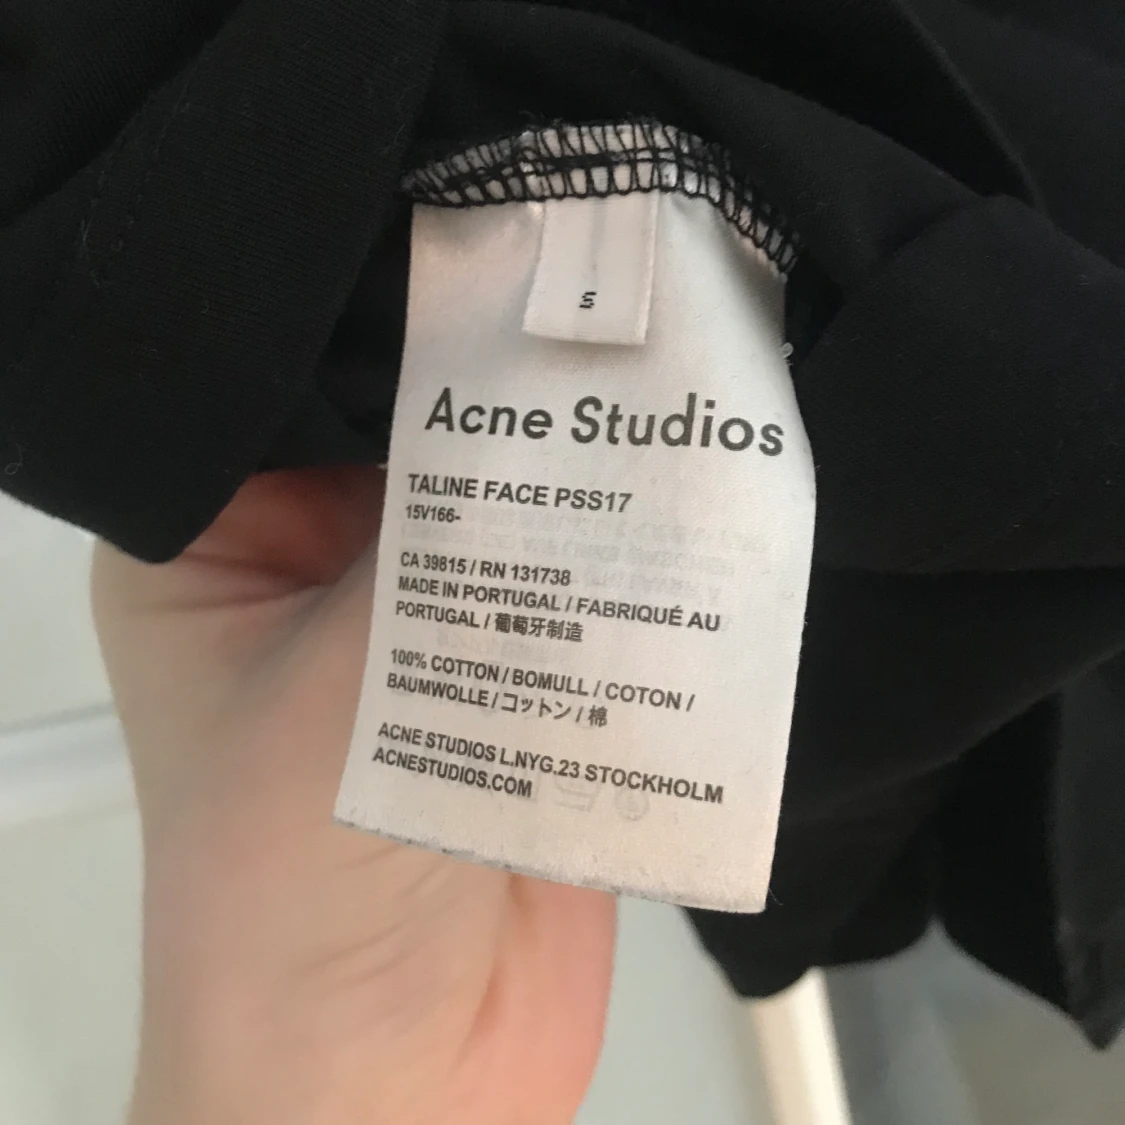 S
Acne Studios
TALINE FACE PSS17
15V166-
CA 39815 / RN 131738
MADE IN PORTUGAL / FABRIQUÉ AU
PORTUGAL / 葡萄牙制造
100% COTTON / BOMULL / COTON /
BAUMWOLLE / コットン / 棉
ACNE STUDIOS L.NYG.23 STOCKHOLM
ACNESTUDIOS.COM